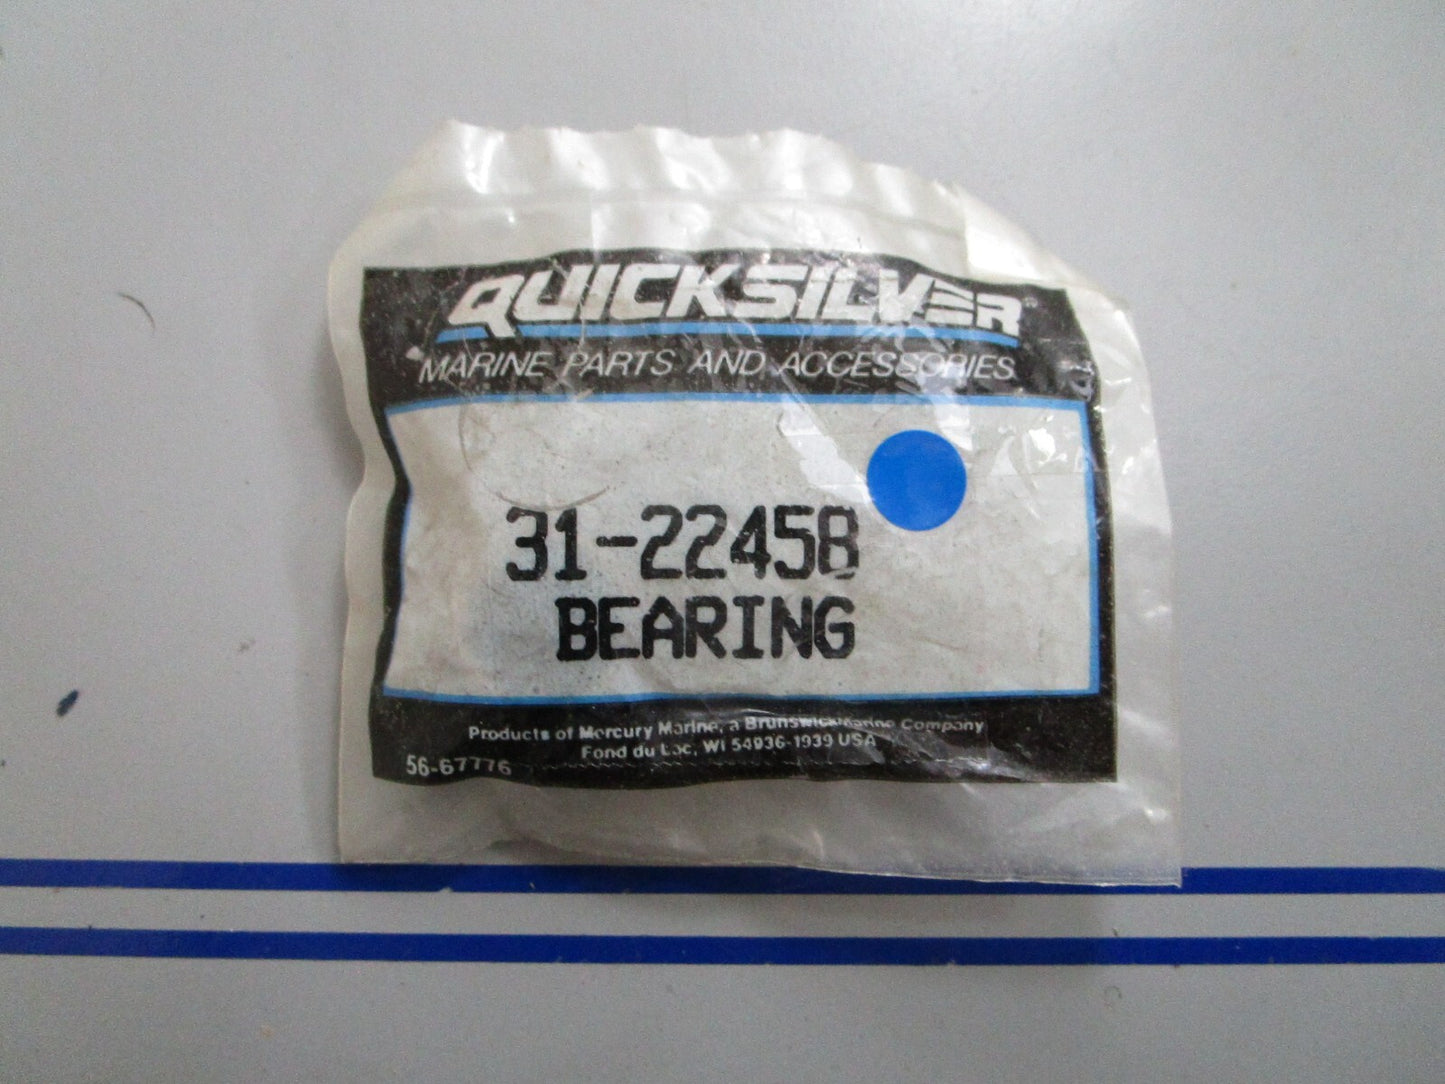 QUICKSILVER
MARINE PARTS AND ACCESSORIES
31-22458
BEARING
Products of Mercury Marine, a Brunswick Marine Company
Fond du Lac, WI 54936-1939 USA
56-67776